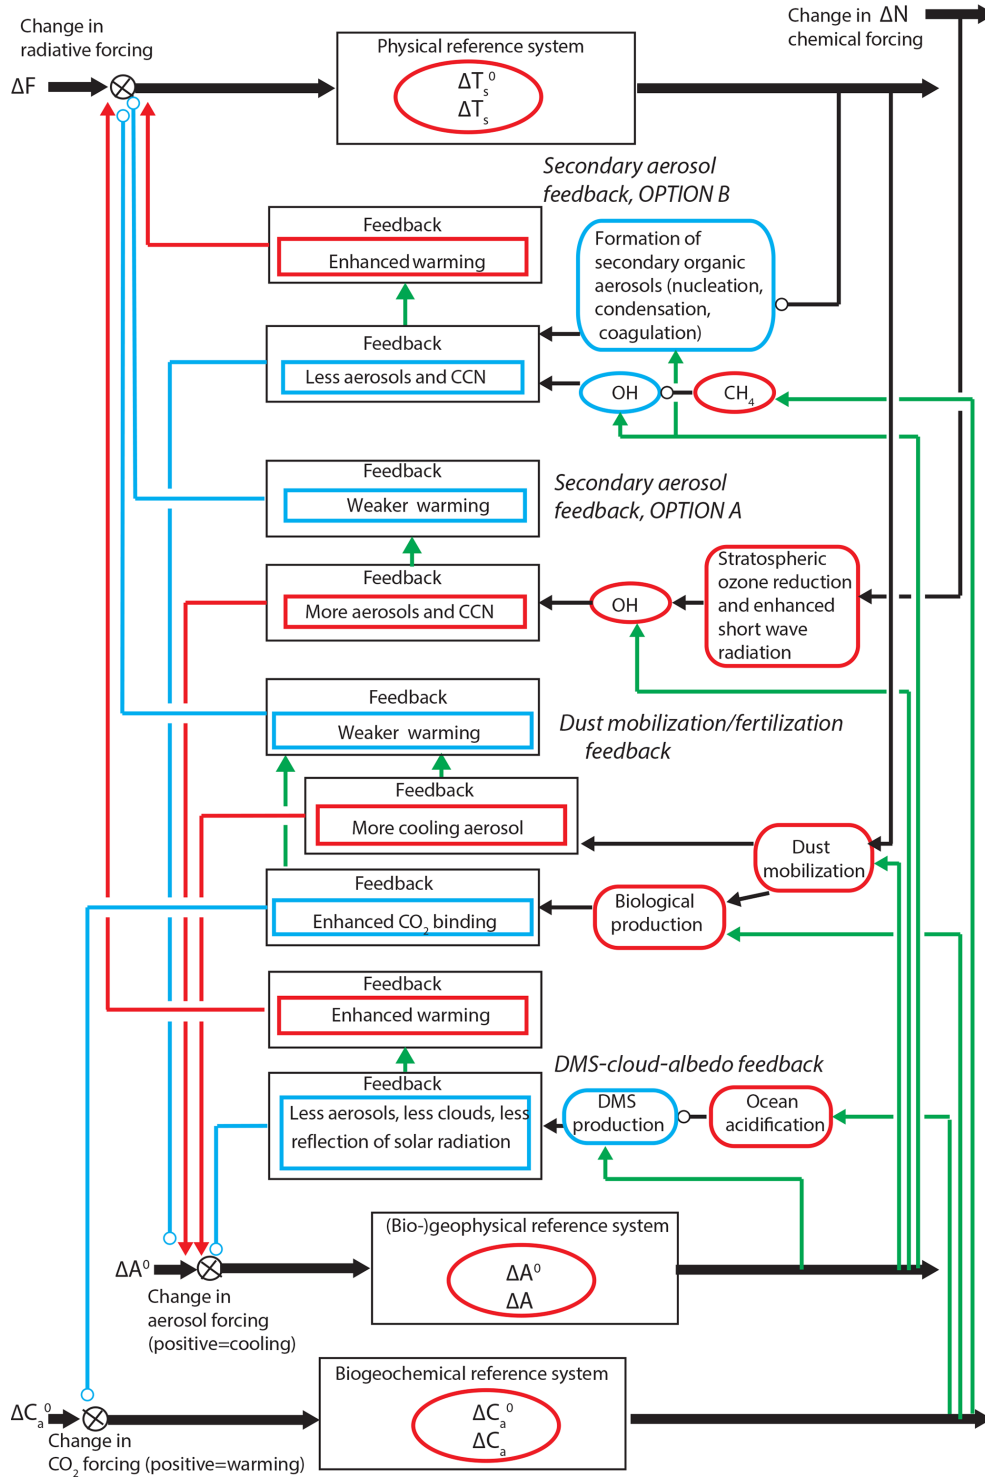 Change in
radiative forcing
ΔF
Physical reference system
ΔTs⁰
ΔTs
Change in ΔN
chemical forcing
Secondary aerosol
feedback, OPTION B
Feedback
Enhanced warming
Formation of
secondary organic
aerosols (nucleation,
condensation,
coagulation)
Feedback
Less aerosols and CCN
OH
CH₄
Feedback
Weaker warming
Secondary aerosol
feedback, OPTION A
Feedback
More aerosols and CCN
OH
Stratospheric
ozone reduction
and enhanced
short wave
radiation
Feedback
Weaker warming
Dust mobilization/fertilization
feedback
Feedback
More cooling aerosol
Dust
mobilization
Feedback
Enhanced CO₂ binding
Biological
production
Feedback
Enhanced warming
DMS-cloud-albedo feedback
Feedback
Less aerosols, less clouds, less
reflection of solar radiation
DMS
production
Ocean
acidification
(Bio-)geophysical reference system
ΔA⁰
ΔA
ΔA⁰
Change in
aerosol forcing
(positive=cooling)
Biogeochemical reference system
ΔCa⁰
ΔCa
ΔCa⁰
Change in
CO₂ forcing (positive=warming)